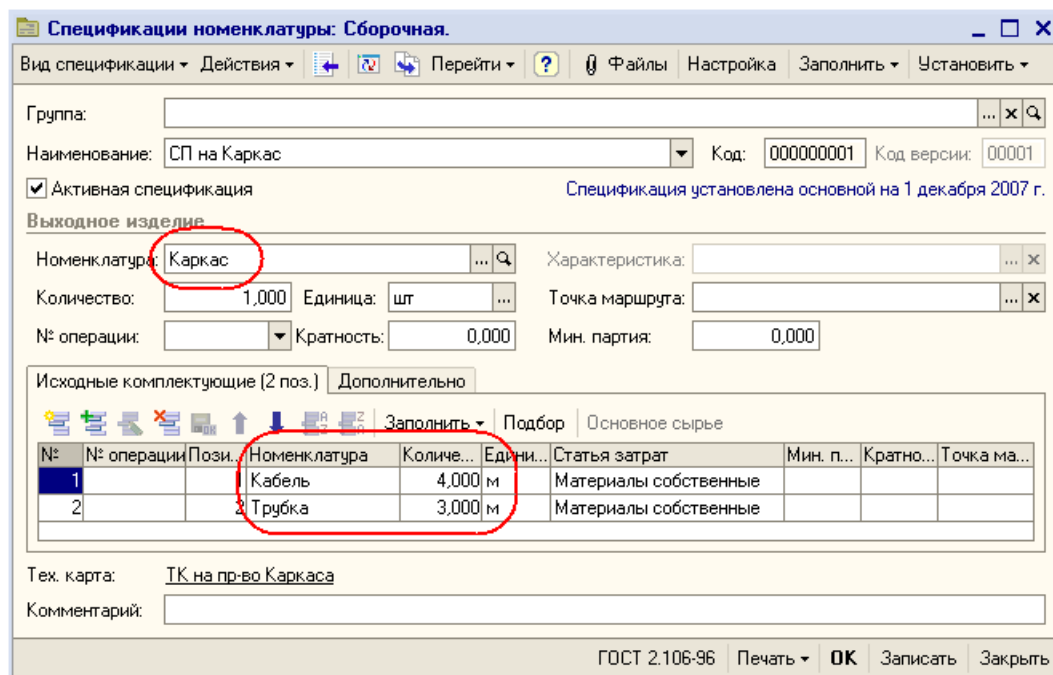 Спецификации номенклатуры: Сборочная.
Вид спецификации Действия Перейти ? Файлы Настройка Заполнить Установить
Группа: ...
Наименование: СП на Каркас Код: 000000001 Код версии: 00001
Активная спецификация Спецификация установлена основной на 1 декабря 2007 г.
Выходное изделие
Номенклатура: Каркас ... Характеристика: ...
Количество: 1,000 Единица: шт ... Точка маршрута: ...
№ операции: Кратность: 0,000 Мин. партия: 0,000
Исходные комплектующие (2 поз.) Дополнительно
Заполнить Подбор Основное сырье
№ № операции Пози... Номенклатура Количе... Едини... Статья затрат Мин. п... Кратно... Точка ма...
1 1 Кабель 4,000 м Материалы собственные
2 2 Трубка 3,000 м Материалы собственные
Тех. карта: ТК на пр-во Каркаса
Комментарий:
ГОСТ 2.106-96 Печать OK Записать Закрыть